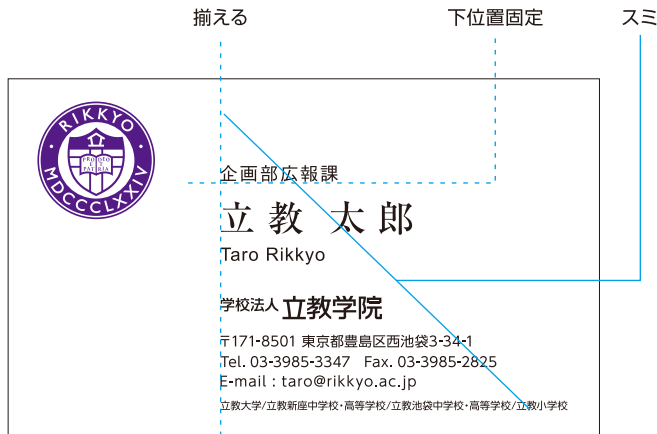 揃える 下位置固定 スミ
RIKKYO
PRO DEO
ET
PATRIA
MDCCCLXXIV
企画部広報課
立教 太郎
Taro Rikkyo
学校法人 立教学院
〒171-8501 東京都豊島区西池袋3-34-1
Tel. 03-3985-3347 Fax. 03-3985-2825
E-mail : taro@rikkyo.ac.jp
立教大学/立教新座中学校・高等学校/立教池袋中学校・高等学校/立教小学校